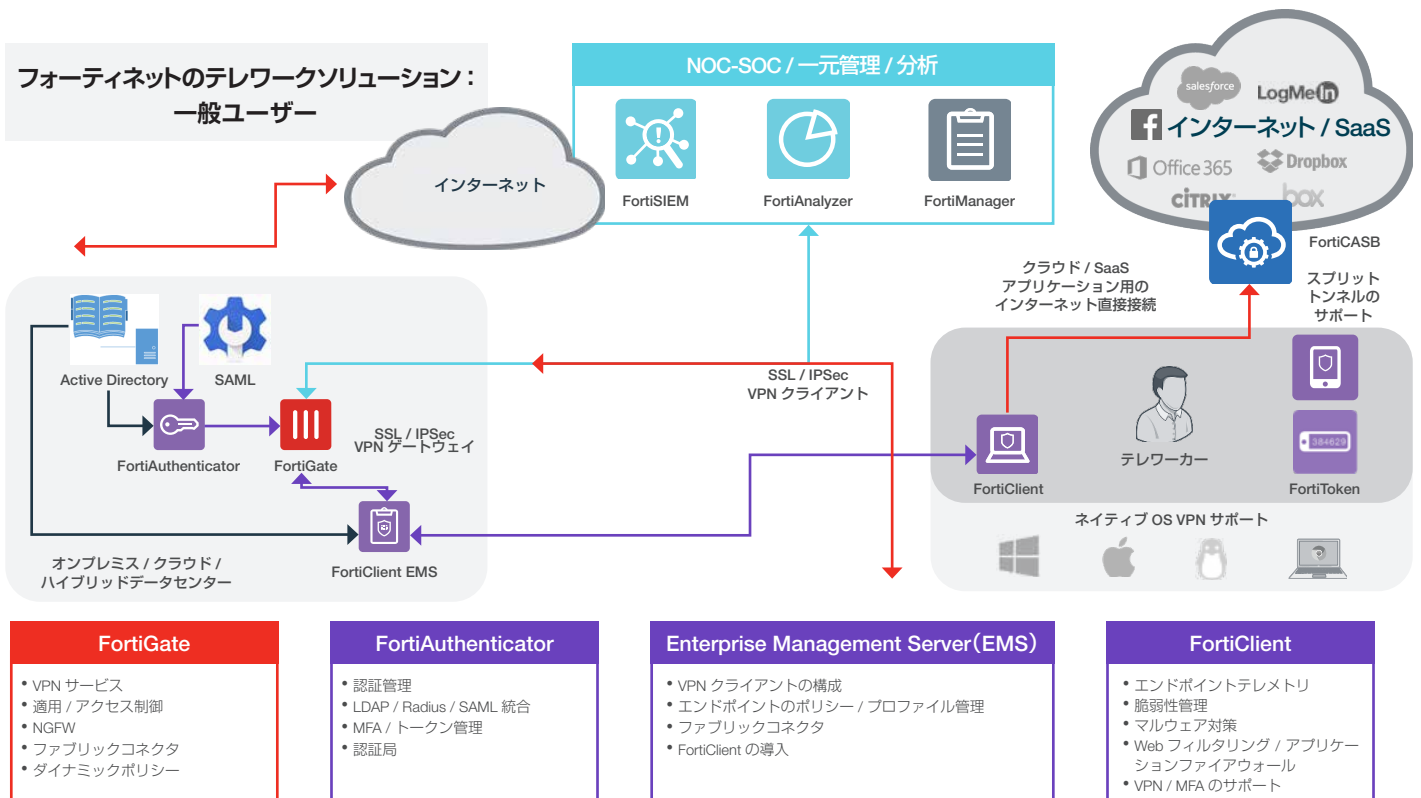 フォーティネットのテレワークソリューション：
一般ユーザー
インターネット
NOC-SOC / 一元管理 / 分析
FortiSIEM
FortiAnalyzer
FortiManager
salesforce
LogMeIn
インターネット / SaaS
Office 365
Dropbox
CITRIX
box
FortiCASB
クラウド / SaaS
アプリケーション用の
インターネット直接接続
スプリット
トンネルの
サポート
Active Directory
SAML
FortiAuthenticator
FortiGate
SSL / IPSec
VPN ゲートウェイ
SSL / IPSec
VPN クライアント
FortiClient EMS
オンプレミス / クラウド /
ハイブリッドデータセンター
FortiClient
テレワーカー
384629
FortiToken
ネイティブ OS VPN サポート
FortiGate
• VPN サービス
• 適用 / アクセス制御
• NGFW
• ファブリックコネクタ
• ダイナミックポリシー
FortiAuthenticator
• 認証管理
• LDAP / Radius / SAML 統合
• MFA / トークン管理
• 認証局
Enterprise Management Server（EMS）
• VPN クライアントの構成
• エンドポイントのポリシー / プロファイル管理
• ファブリックコネクタ
• FortiClient の導入
FortiClient
• エンドポイントテレメトリ
• 脆弱性管理
• マルウェア対策
• Web フィルタリング / アプリケー
ションファイアウォール
• VPN / MFA のサポート